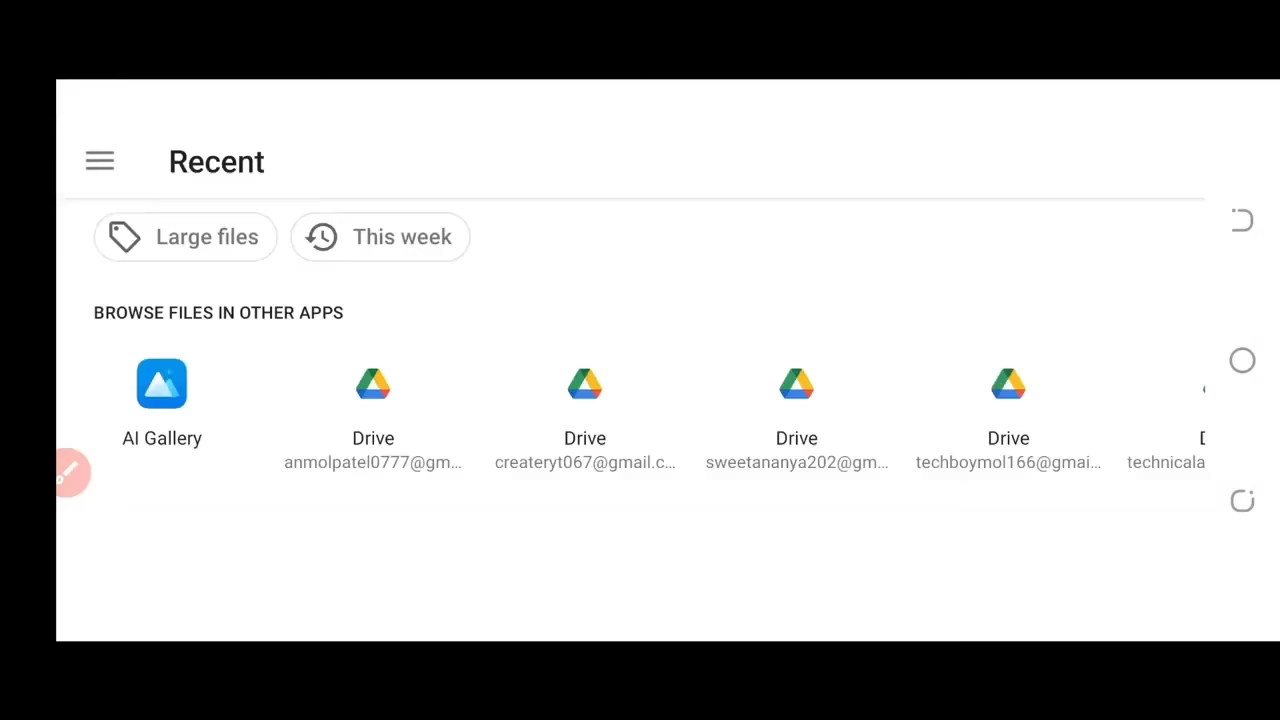 Recent
Large files
This week
BROWSE FILES IN OTHER APPS
AI Gallery
Drive
Drive
Drive
Drive
anmolpatel0777@gm...
createryt067@gmail.c...
sweetananya202@gm...
techboymol166@gmai...
technicala